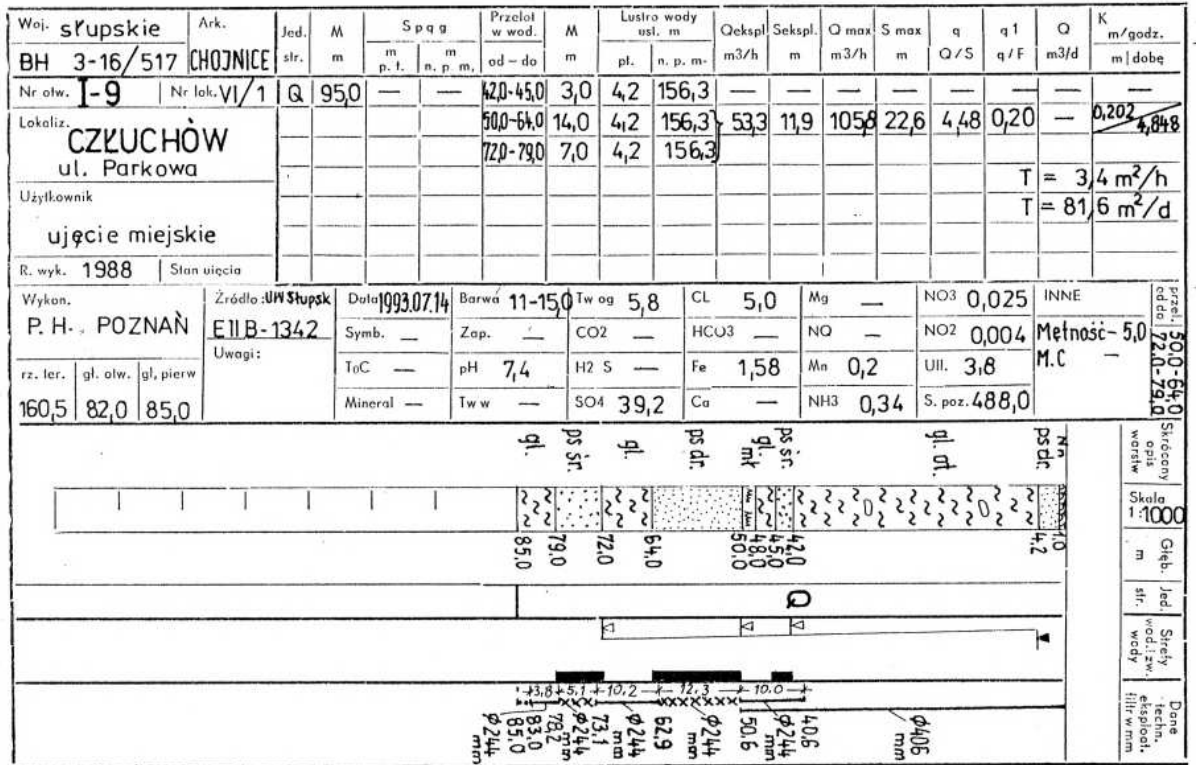 Woj. słupskie
Ark. CHOJNICE
Jed. str.
M m
Spąg
m p. t.
m n. p. m.
Przelot w wod. od – do
M m
Lustro wody ust. m
pt.
n. p. m.
Qekspl m3/h
Sekspl. m
Q max m3/h
S max m
q Q/S
q1 q/F
Q m3/d
K m/godz. m | dobę
BH 3-16/517
Nr otw. I-9
Nr lok. VI/1
Q 95,0 — — 42,0-45,0 3,0 4,2 156,3 — — — — — — — —
50,0-64,0 14,0 4,2 156,3 53,3 11,9 105,8 22,6 4,48 0,20 — 0,202 4,848
72,0-79,0 7,0 4,2 156,3
Lokaliz.
CZŁUCHÓW
ul. Parkowa
T = 3,4 m²/h
T = 81,6 m²/d
Użytkownik
ujęcie miejskie
R. wyk. 1988
Stan ujęcia
Wykon.
P. H. POZNAŃ
rz. ter. gł. otw. gł. pierw
160,5 82,0 85,0
Źródło: UW Słupsk
EIIB-1342
Uwagi:
Data 1993.07.14 Barwa 11-15,0 Tw og 5,8 CL 5,0 Mg — NO3 0,025 INNE
Symb. — Zap. — CO2 — HCO3 — NO — NO2 0,004 Mętność - 5,0
ToC — pH 7,4 H2 S — Fe 1,58 Mn 0,2 Utl. 3,8 M.C —
Mineral — Tw w — SO4 39,2 Ca — NH3 0,34 S. poz. 488,0
przel. od do 50,0-64,0
72,0-79,0
Skrócony opis warstw
Nn
ps dr.
gl. gł.
ps śr.
gl.
mł
ps dr.
gl.
ps śr.
gl.
Skala 1:1000
Głęb. m
1,0
4,2
42,0
45,0
48,0
50,0
64,0
72,0
79,0
85,0
Jed. str.
Q
Strefy wod. i zw. wody
Dane techn. eksploat. filtr w mm
3,8 5,1 10,2 12,3 10,0
φ406 mm
40,6
φ244 mm
50,6
φ244 mm
62,9
φ244 mm
73,1
φ244 mm
78,2
83,0
85,0
φ244 mm